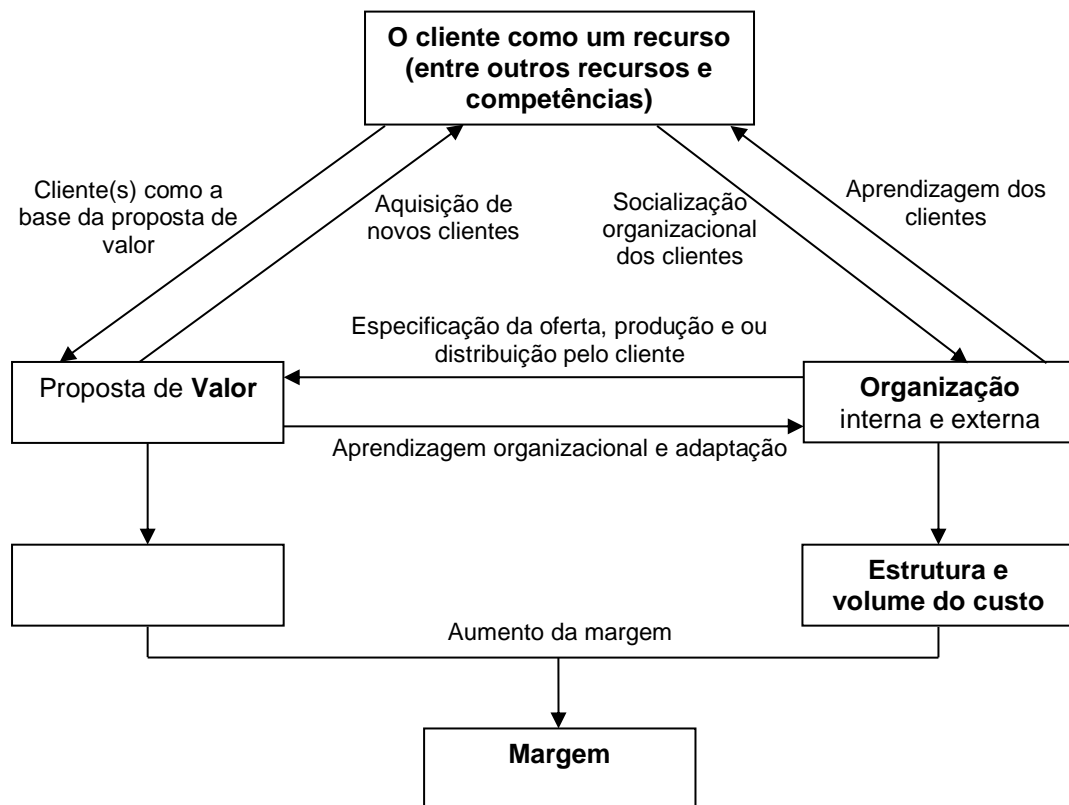 O cliente como um recurso
(entre outros recursos e
competências)
Cliente(s) como a
base da proposta de
valor
Aquisição de
novos clientes
Socialização
organizacional
dos clientes
Aprendizagem dos
clientes
Especificação da oferta, produção e ou
distribuição pelo cliente
Proposta de Valor
Organização
interna e externa
Aprendizagem organizacional e adaptação
Estrutura e
volume do custo
Aumento da margem
Margem